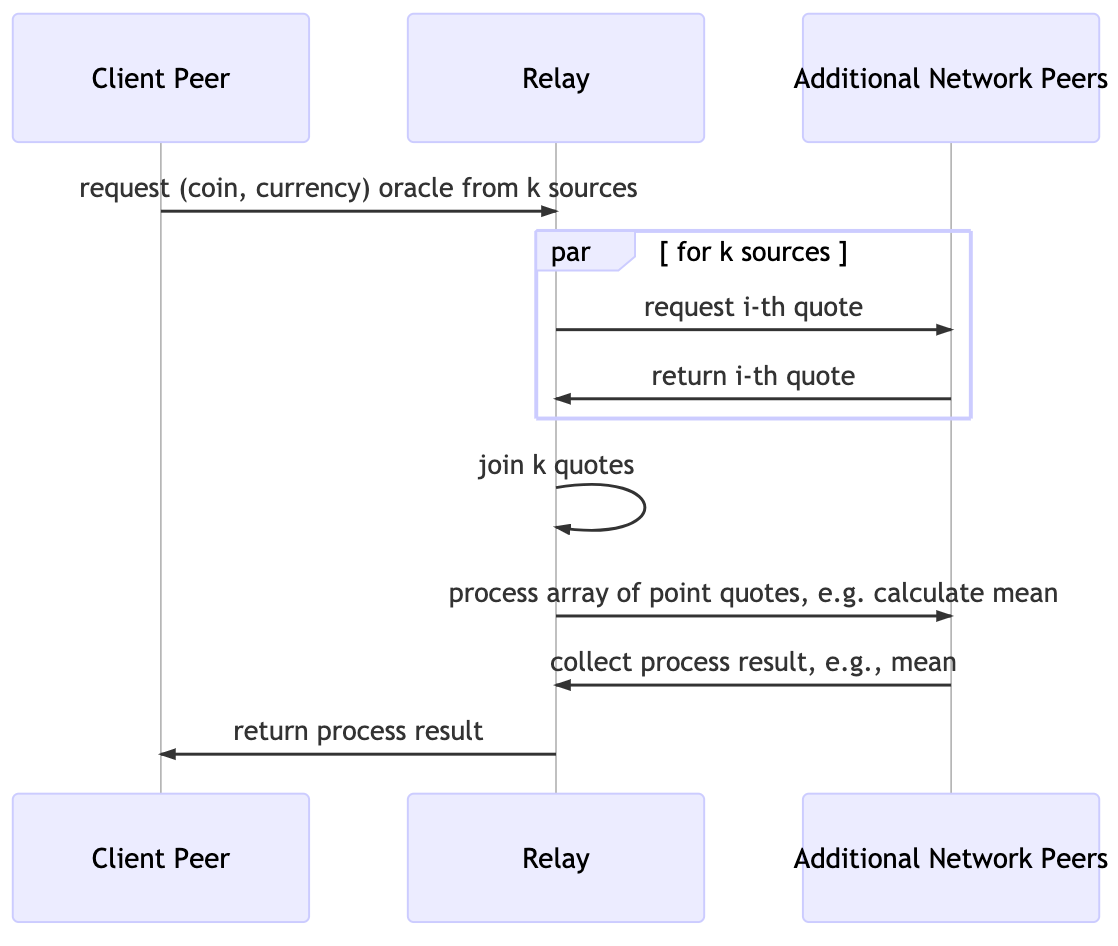 Client Peer
Relay
Additional Network Peers
request (coin, currency) oracle from k sources
par
[ for k sources ]
request i-th quote
return i-th quote
join k quotes
process array of point quotes, e.g. calculate mean
collect process result, e.g., mean
return process result
Client Peer
Relay
Additional Network Peers